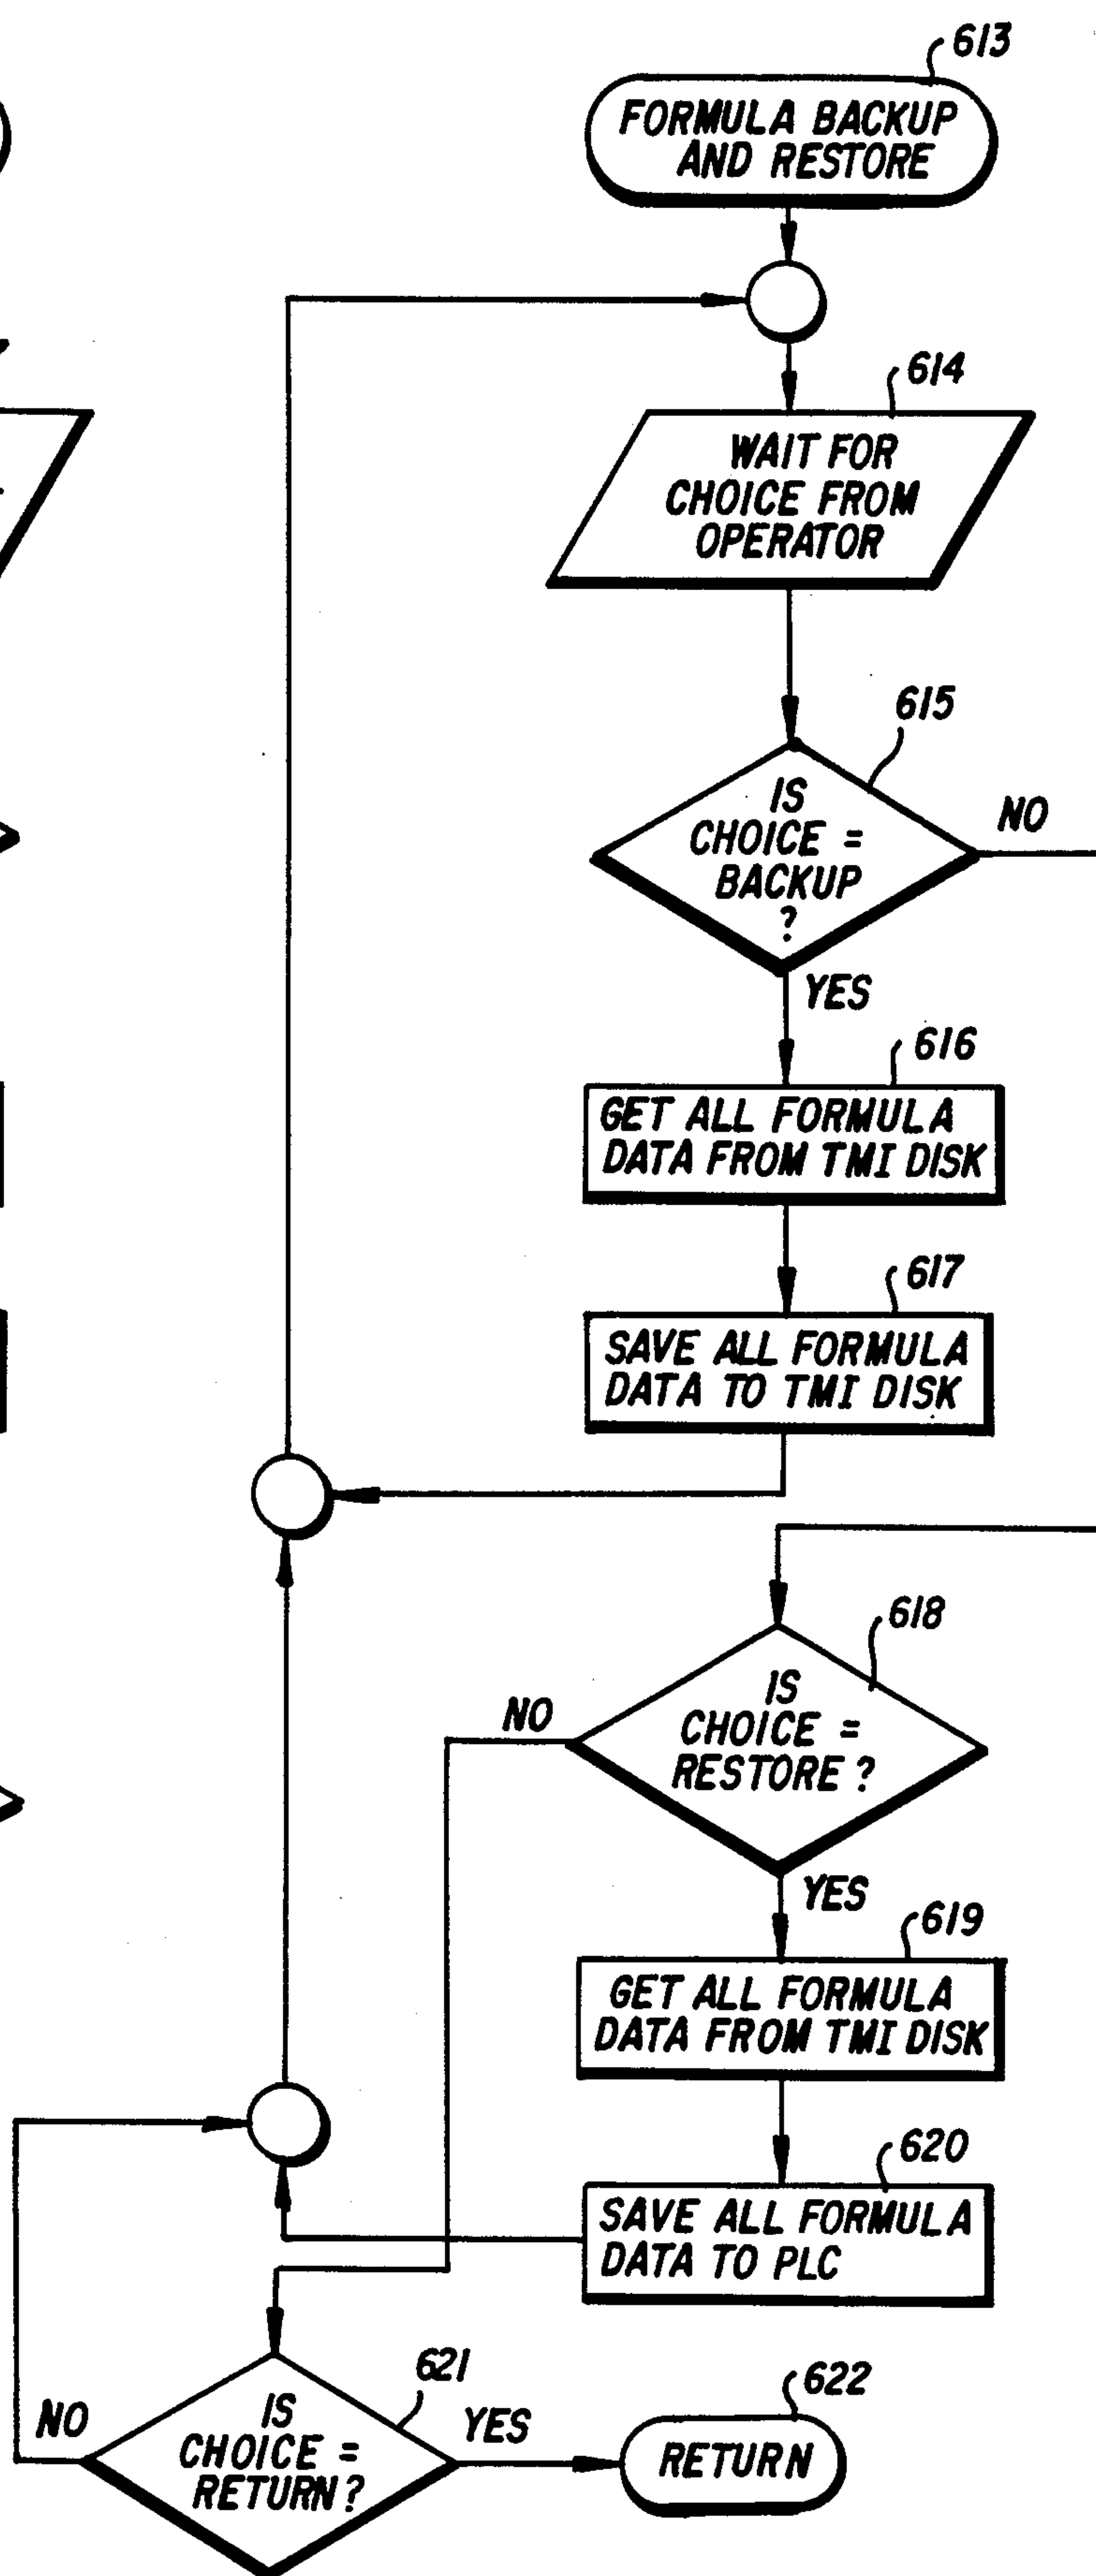 613
FORMULA BACKUP
AND RESTORE
614
WAIT FOR
CHOICE FROM
OPERATOR
615
IS
CHOICE =
BACKUP
?
NO
YES
616
GET ALL FORMULA
DATA FROM TMI DISK
617
SAVE ALL FORMULA
DATA TO TMI DISK
618
IS
CHOICE =
RESTORE ?
NO
YES
619
GET ALL FORMULA
DATA FROM TMI DISK
620
SAVE ALL FORMULA
DATA TO PLC
621
IS
CHOICE =
RETURN ?
NO
YES
622
RETURN